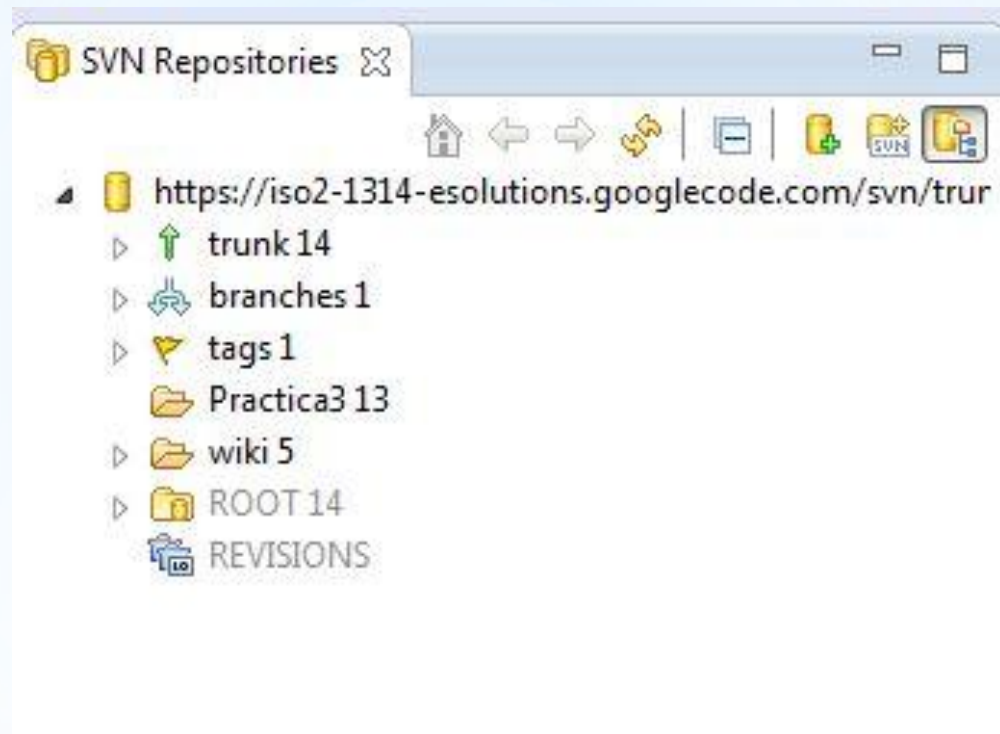 SVN Repositories
SVN
https://iso2-1314-esolutions.googlecode.com/svn/trur
trunk 14
branches 1
tags 1
Practica3 13
wiki 5
ROOT 14
REVISIONS